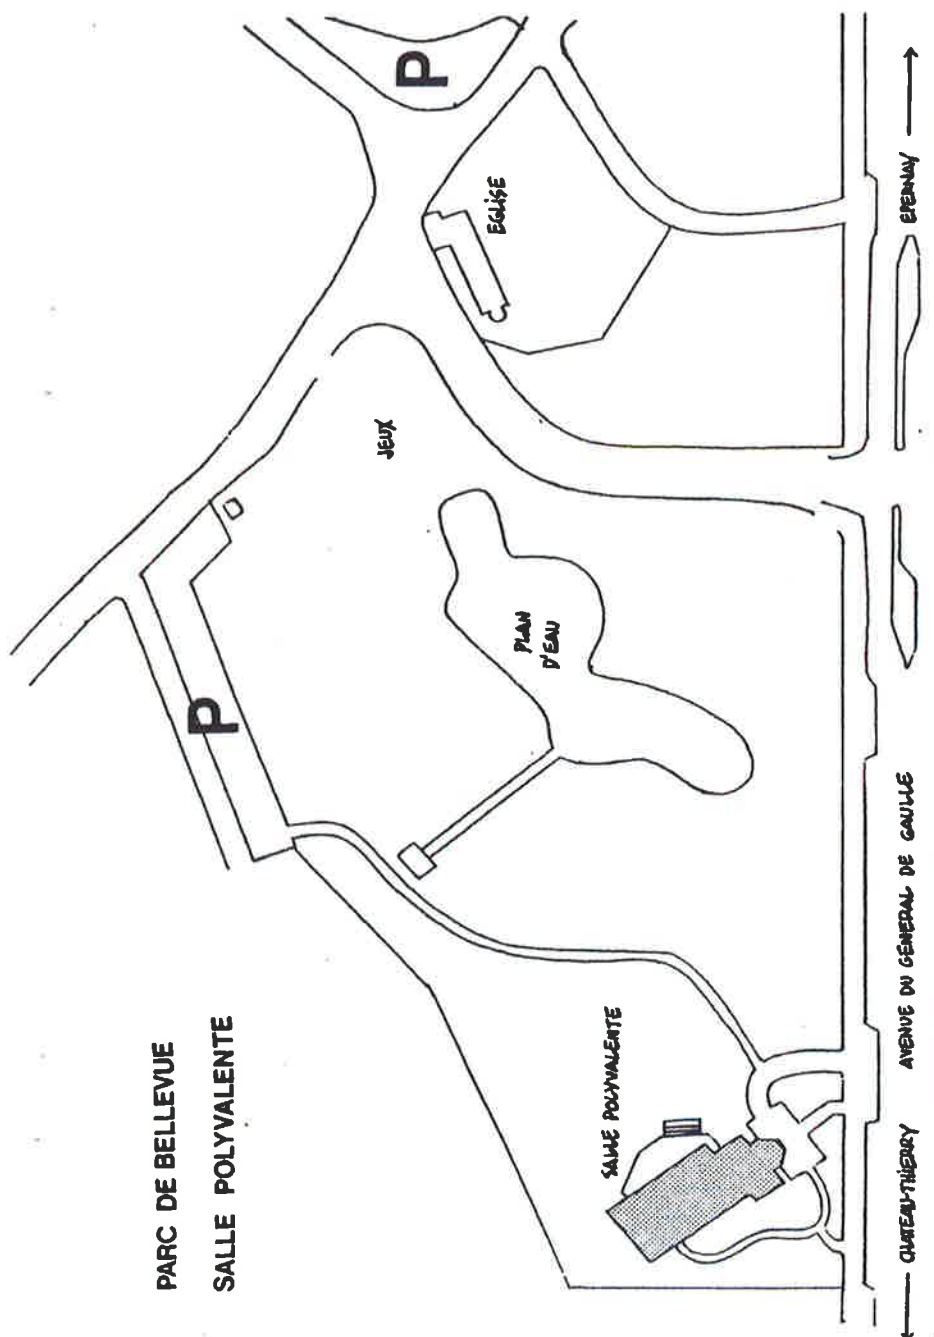 PARC DE BELLEVUE
SALLE POLYVALENTE
P
P
EGLISE
JEUX
PLAN
D'EAU
SALLE POLYVALENTE
CHATEAU-THIERRY
AVENUE DU GENERAL DE GAULLE
EPERNAY